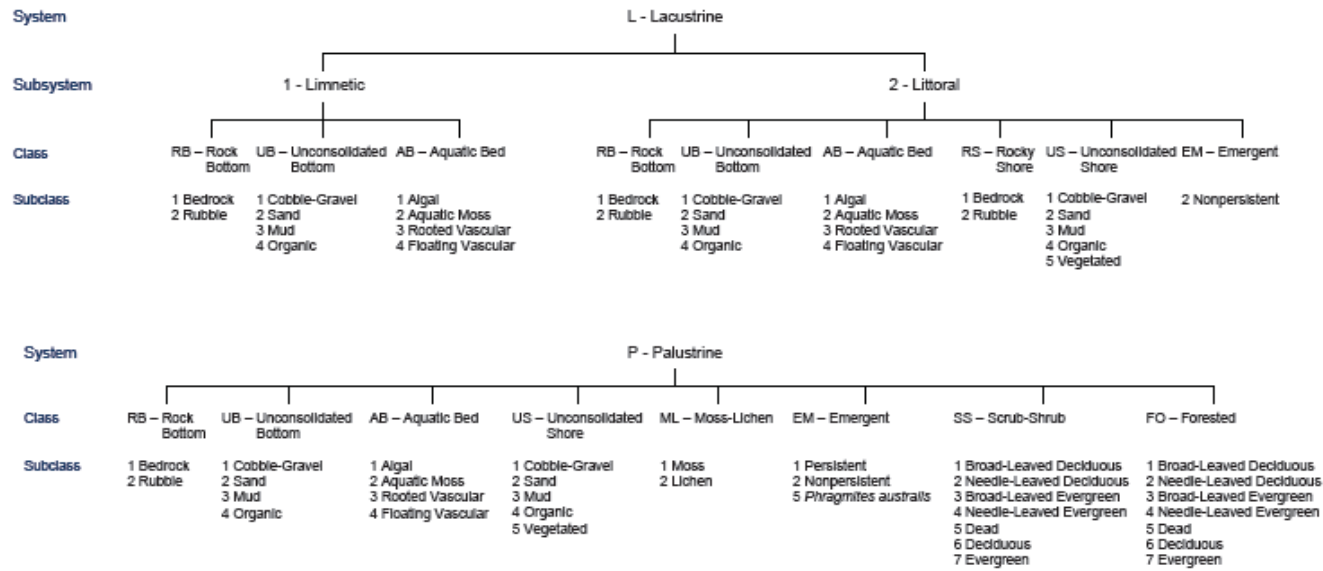 System
L - Lacustrine
Subsystem
1 - Limnetic
2 - Littoral
Class
RB – Rock Bottom
UB – Unconsolidated Bottom
AB – Aquatic Bed
RB – Rock Bottom
UB – Unconsolidated Bottom
AB – Aquatic Bed
RS – Rocky Shore
US – Unconsolidated Shore
EM – Emergent
Subclass
1 Bedrock
2 Rubble
1 Cobble-Gravel
2 Sand
3 Mud
4 Organic
1 Algal
2 Aquatic Moss
3 Rooted Vascular
4 Floating Vascular
1 Bedrock
2 Rubble
1 Cobble-Gravel
2 Sand
3 Mud
4 Organic
1 Algal
2 Aquatic Moss
3 Rooted Vascular
4 Floating Vascular
1 Bedrock
2 Rubble
1 Cobble-Gravel
2 Sand
3 Mud
4 Organic
5 Vegetated
2 Nonpersistent
System
P - Palustrine
Class
RB – Rock Bottom
UB – Unconsolidated Bottom
AB – Aquatic Bed
US – Unconsolidated Shore
ML – Moss-Lichen
EM – Emergent
SS – Scrub-Shrub
FO – Forested
Subclass
1 Bedrock
2 Rubble
1 Cobble-Gravel
2 Sand
3 Mud
4 Organic
1 Algal
2 Aquatic Moss
3 Rooted Vascular
4 Floating Vascular
1 Cobble-Gravel
2 Sand
3 Mud
4 Organic
5 Vegetated
1 Moss
2 Lichen
1 Persistent
2 Nonpersistent
5 Phragmites australis
1 Broad-Leaved Deciduous
2 Needle-Leaved Deciduous
3 Broad-Leaved Evergreen
4 Needle-Leaved Evergreen
5 Dead
6 Deciduous
7 Evergreen
1 Broad-Leaved Deciduous
2 Needle-Leaved Deciduous
3 Broad-Leaved Evergreen
4 Needle-Leaved Evergreen
5 Dead
6 Deciduous
7 Evergreen